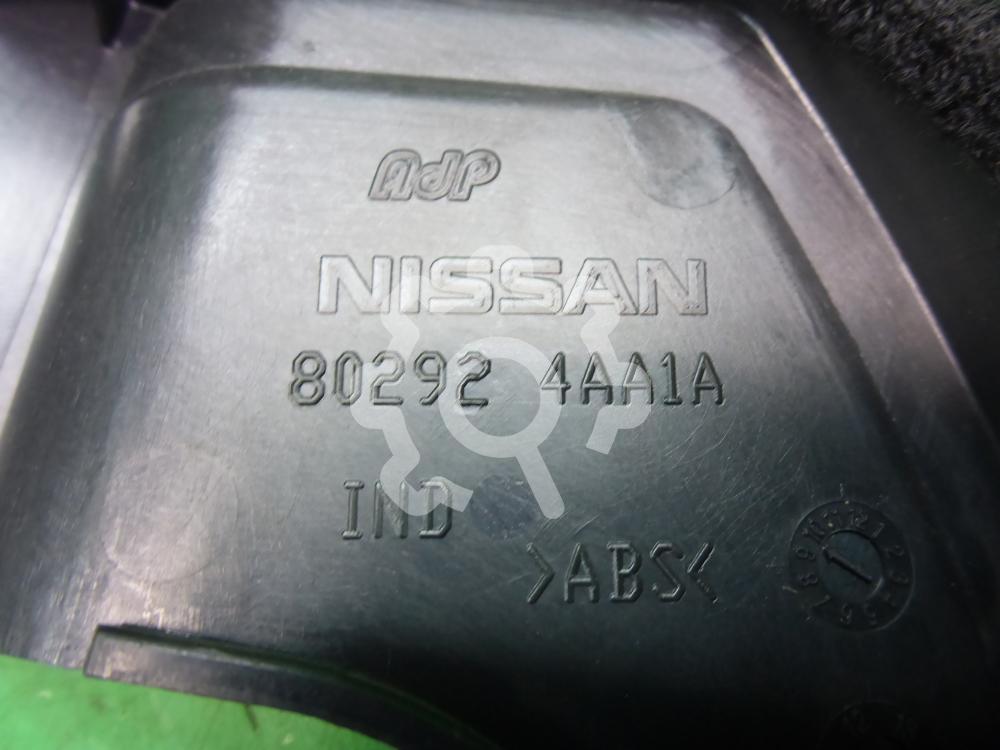 AdP
NISSAN
80292 4AA1A
IND
>ABS<